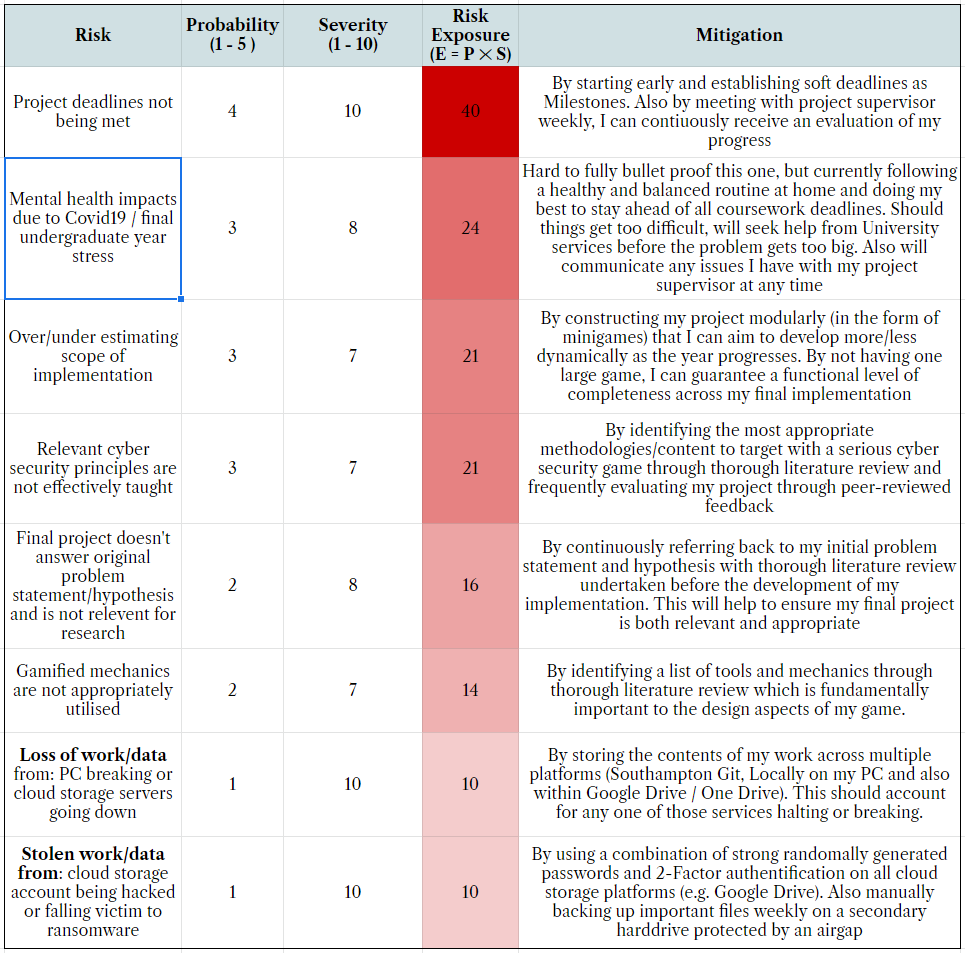 Risk
Probability
(1 - 5 )
Severity
(1 - 10)
Risk
Exposure
(E = P × S)
Mitigation
Project deadlines not
being met
4
10
40
By starting early and establishing soft deadlines as
Milestones. Also by meeting with project supervisor
weekly, I can contiuously receive an evaluation of my
progress
Mental health impacts
due to Covid19 / final
undergraduate year
stress
3
8
24
Hard to fully bullet proof this one, but currently following
a healthy and balanced routine at home and doing my
best to stay ahead of all coursework deadlines. Should
things get too difficult, will seek help from University
services before the problem gets too big. Also will
communicate any issues I have with my project
supervisor at any time
Over/under estimating
scope of
implementation
3
7
21
By constructing my project modularly (in the form of
minigames) that I can aim to develop more/less
dynamically as the year progresses. By not having one
large game, I can guarantee a functional level of
completeness across my final implementation
Relevant cyber
security principles are
not effectively taught
3
7
21
By identifying the most appropriate
methodologies/content to target with a serious cyber
security game through thorough literature review and
frequently evaluating my project through peer-reviewed
feedback
Final project doesn't
answer original
problem
statement/hypothesis
and is not relevent for
research
2
8
16
By continuously referring back to my initial problem
statement and hypothesis with thorough literature review
undertaken before the development of my
implementation. This will help to ensure my final project
is both relevant and appropriate
Gamified mechanics
are not appropriately
utilised
2
7
14
By identifying a list of tools and mechanics through
thorough literature review which is fundamentally
important to the design aspects of my game.
Loss of work/data
from: PC breaking or
cloud storage servers
going down
1
10
10
By storing the contents of my work across multiple
platforms (Southampton Git, Locally on my PC and also
within Google Drive / One Drive). This should account
for any one of those services halting or breaking.
Stolen work/data
from: cloud storage
account being hacked
or falling victim to
ransomware
1
10
10
By using a combination of strong randomally generated
passwords and 2-Factor authentification on all cloud
storage platforms (e.g. Google Drive). Also manually
backing up important files weekly on a secondary
harddrive protected by an airgap